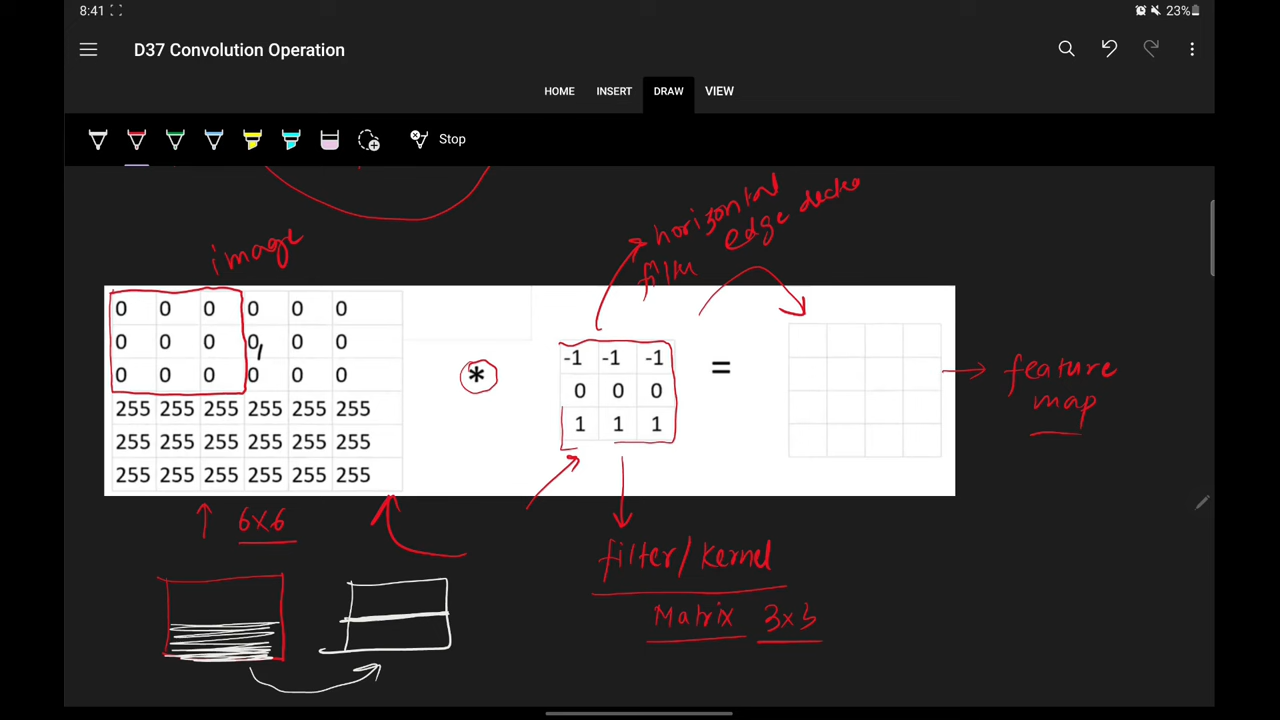 8:41
23%
D37 Convolution Operation
HOME INSERT DRAW VIEW
Stop
horizontal
edge
image
0 0 0 0 0 0
0 0 0 0 0 0
0 0 0 0 0 0
255 255 255 255 255 255
255 255 255 255 255 255
255 255 255 255 255 255
*
-1 -1 -1
0 0 0
1 1 1
=
feature
map
6x6
filter/Kernel
Matrix 3x3